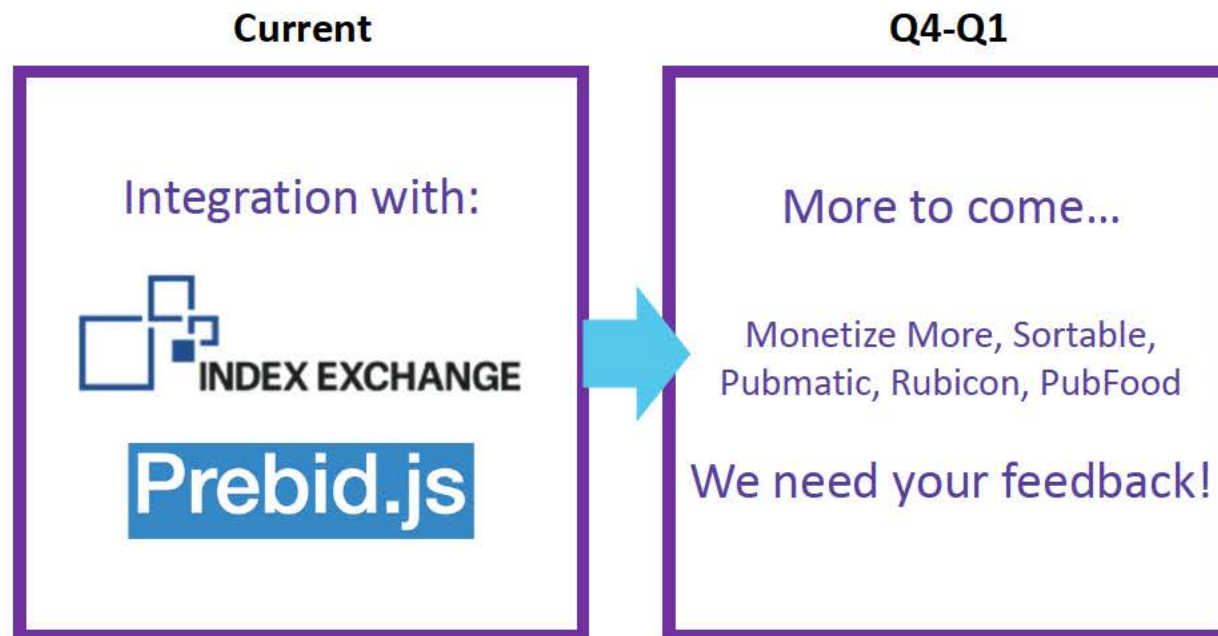 Current
Integration with:
INDEX EXCHANGE
Prebid.js
Q4-Q1
More to come…
Monetize More, Sortable,
Pubmatic, Rubicon, PubFood
We need your feedback!